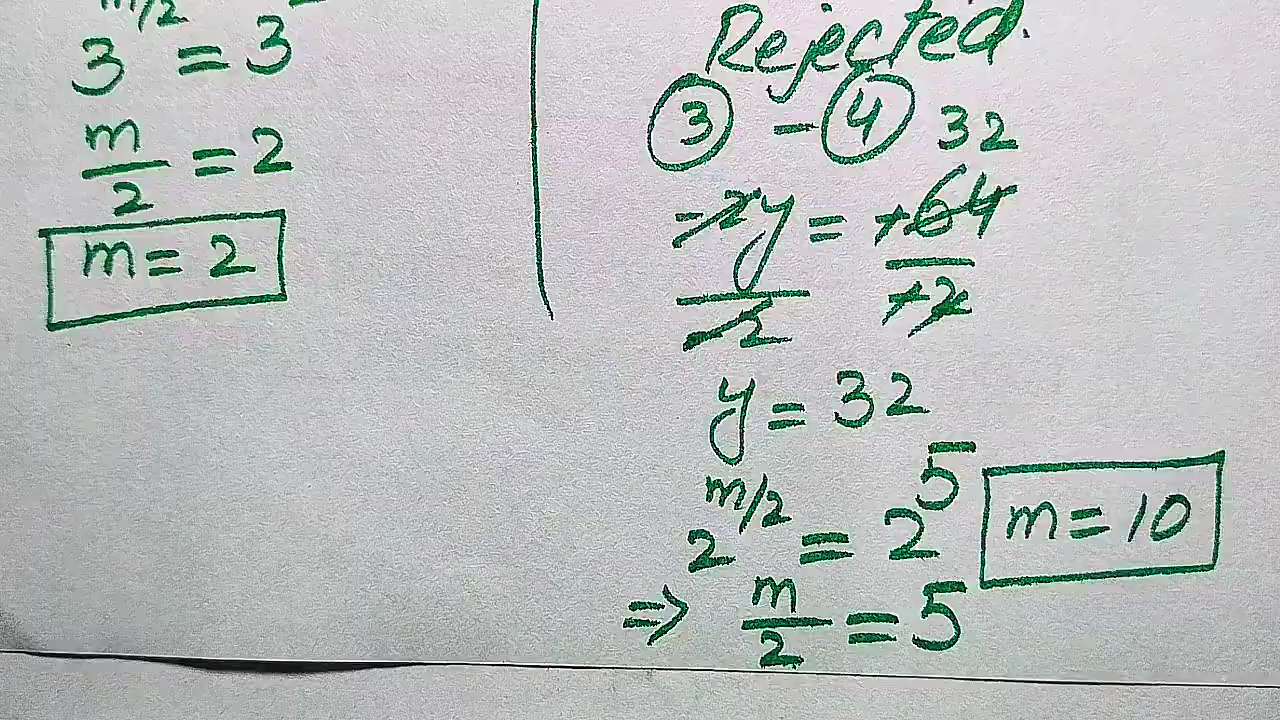 m/2
3 = 3
m/2 = 2
m = 2
Rejected.
③ - ④ 32
-2y/-2 = +64/+2
y = 32
2^m/2 = 2^5
m = 10
⇒ m/2 = 5